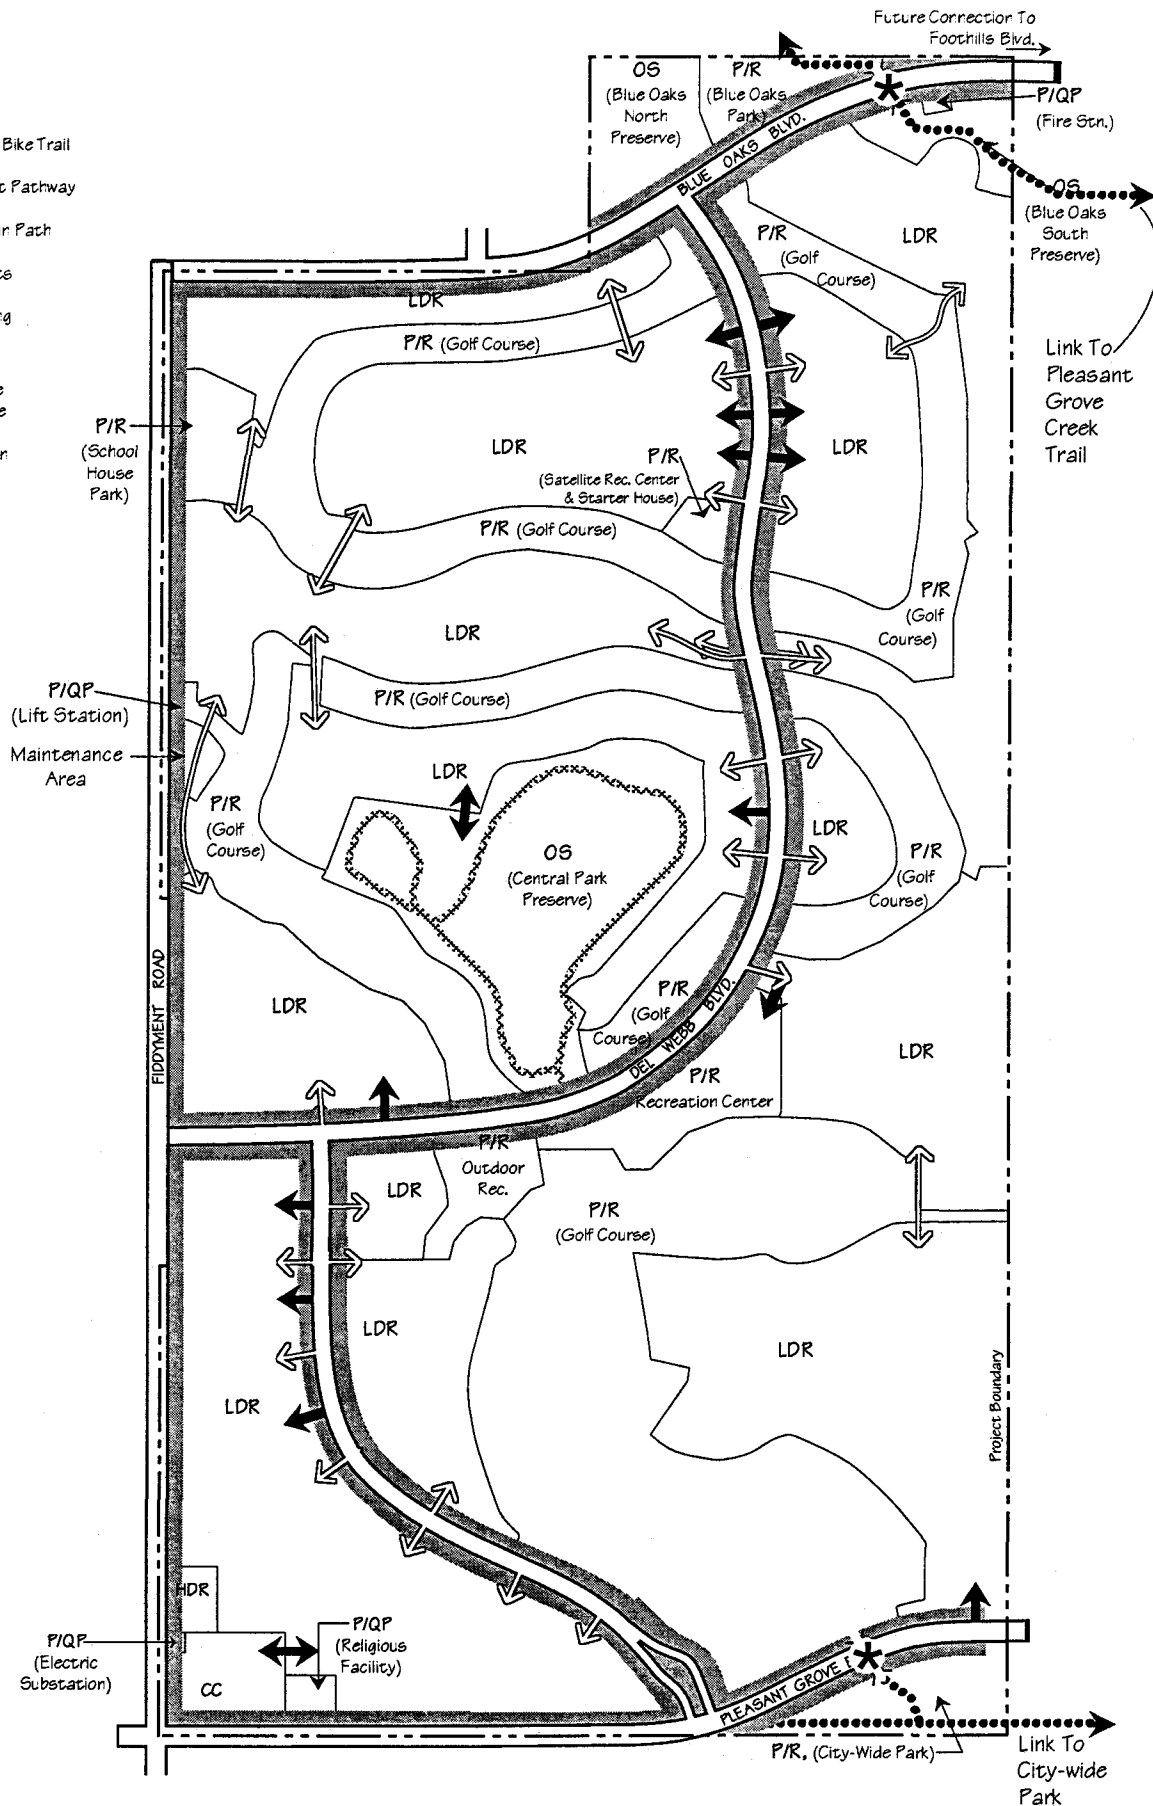 Future Connection To
Foothills Blvd.
OS
(Blue Oaks
North
Preserve)
P/R
(Blue Oaks
Park)
BLUE OAKS BLVD.
P/QP
(Fire Stn.)
Bike Trail
Pathway
Path
OS
(Blue Oaks
South
Preserve)
P/R
(Golf
Course)
LDR
LDR
P/R (Golf Course)
Link To
Pleasant
Grove
Creek
Trail
P/R
(School
House
Park)
LDR
P/R
(Satellite Rec. Center
& Starter House)
LDR
P/R (Golf Course)
P/R
(Golf
Course)
LDR
P/QP
(Lift Station)
P/R (Golf Course)
Maintenance
Area
LDR
P/R
(Golf
Course)
LDR
OS
(Central Park
Preserve)
P/R
(Golf
Course)
FIDDYMENT ROAD
LDR
P/R
(Golf
Course)
DEL WEBB BLVD.
LDR
P/R
Recreation Center
P/R
Outdoor
Rec.
LDR
P/R
(Golf Course)
LDR
LDR
LDR
Project Boundary
HDR
P/QP
(Electric
Substation)
P/QP
(Religious
Facility)
CC
PLEASANT GROVE
P/R, (City-Wide Park)
Link To
City-wide
Park